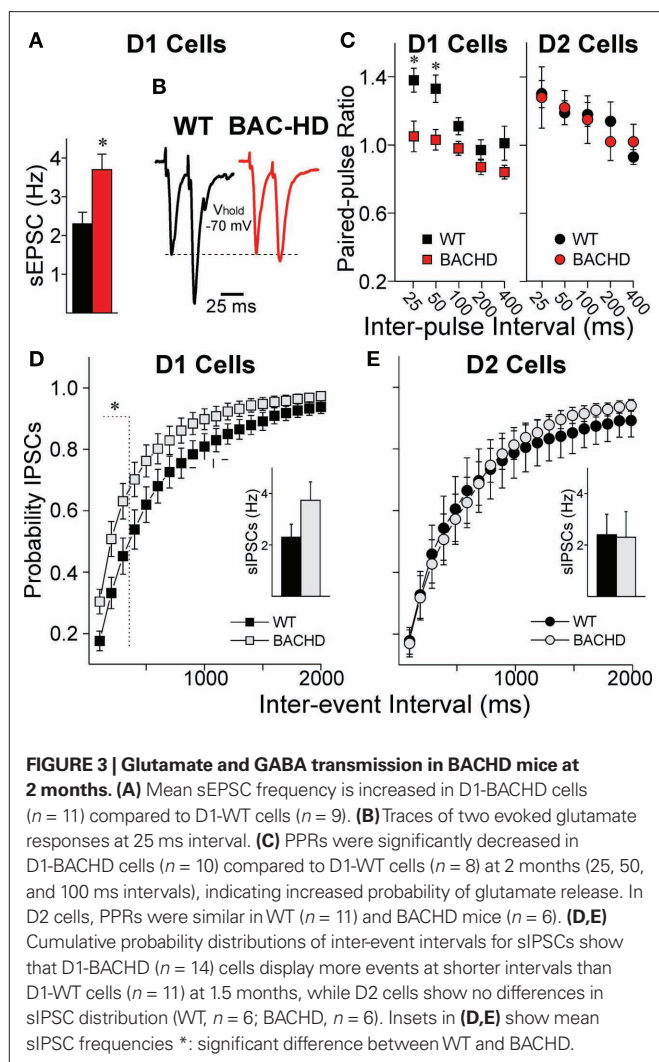 A
D1 Cells
B
WT BAC-HD
*
sEPSC (Hz)
4
3
2
1
Vhold
-70 mV
25 ms
C
D1 Cells D2 Cells
* *
Paired-pulse Ratio
1.4
1.0
0.6
0.2
WT
BACHD
WT
BACHD
25 50 100 200 400 25 50 100 200 400
Inter-pulse Interval (ms)
D
D1 Cells
E
D2 Cells
*
Probability IPSCs
1.0
0.8
0.6
0.4
0.2
sIPSCs (Hz)
4
2
WT
BACHD
sIPSCs (Hz)
4
2
WT
BACHD
1000 2000 1000 2000
Inter-event Interval (ms)
FIGURE 3 | Glutamate and GABA transmission in BACHD mice at
2 months. (A) Mean sEPSC frequency is increased in D1-BACHD cells
(n = 11) compared to D1-WT cells (n = 9). (B) Traces of two evoked glutamate
responses at 25 ms interval. (C) PPRs were significantly decreased in
D1-BACHD cells (n = 10) compared to D1-WT cells (n = 8) at 2 months (25, 50,
and 100 ms intervals), indicating increased probability of glutamate release. In
D2 cells, PPRs were similar in WT (n = 11) and BACHD mice (n = 6). (D,E)
Cumulative probability distributions of inter-event intervals for sIPSCs show
that D1-BACHD (n = 14) cells display more events at shorter intervals than
D1-WT cells (n = 11) at 1.5 months, while D2 cells show no differences in
sIPSC distribution (WT, n = 6; BACHD, n = 6). Insets in (D,E) show mean
sIPSC frequencies *: significant difference between WT and BACHD.